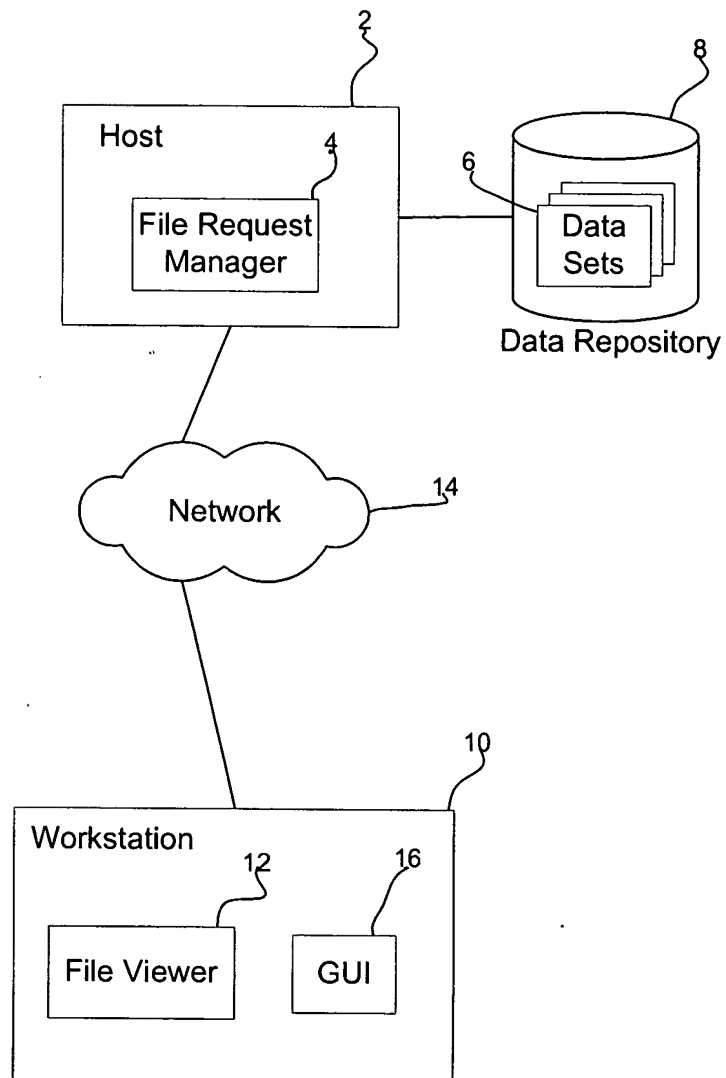 2
8
Host
4
6
File Request
Manager
Data
Sets
Data Repository
Network
14
10
Workstation
12
16
File Viewer
GUI